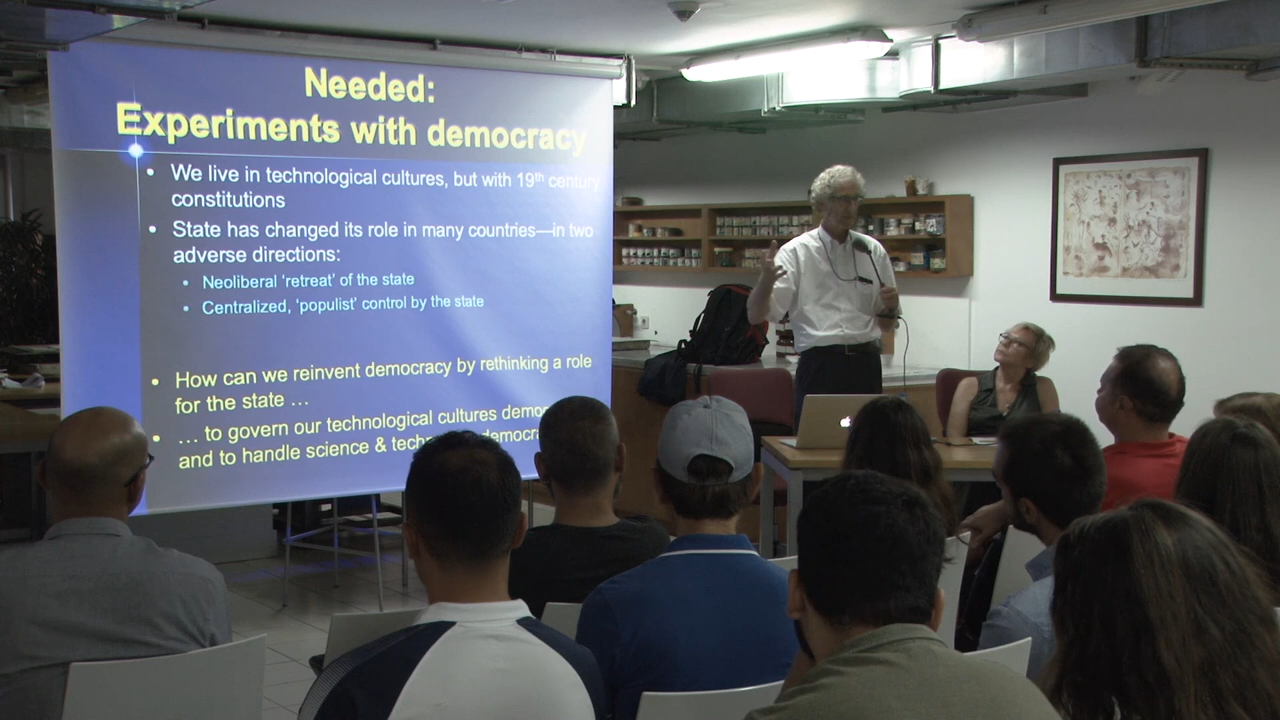 Needed:
Experiments with democracy
• We live in technological cultures, but with 19th century
constitutions
• State has changed its role in many countries—in two
adverse directions:
• Neoliberal ‘retreat’ of the state
• Centralized, ‘populist’ control by the state
• How can we reinvent democracy by rethinking a role
for the state …
• … to govern our technological cultures
and to handle science &